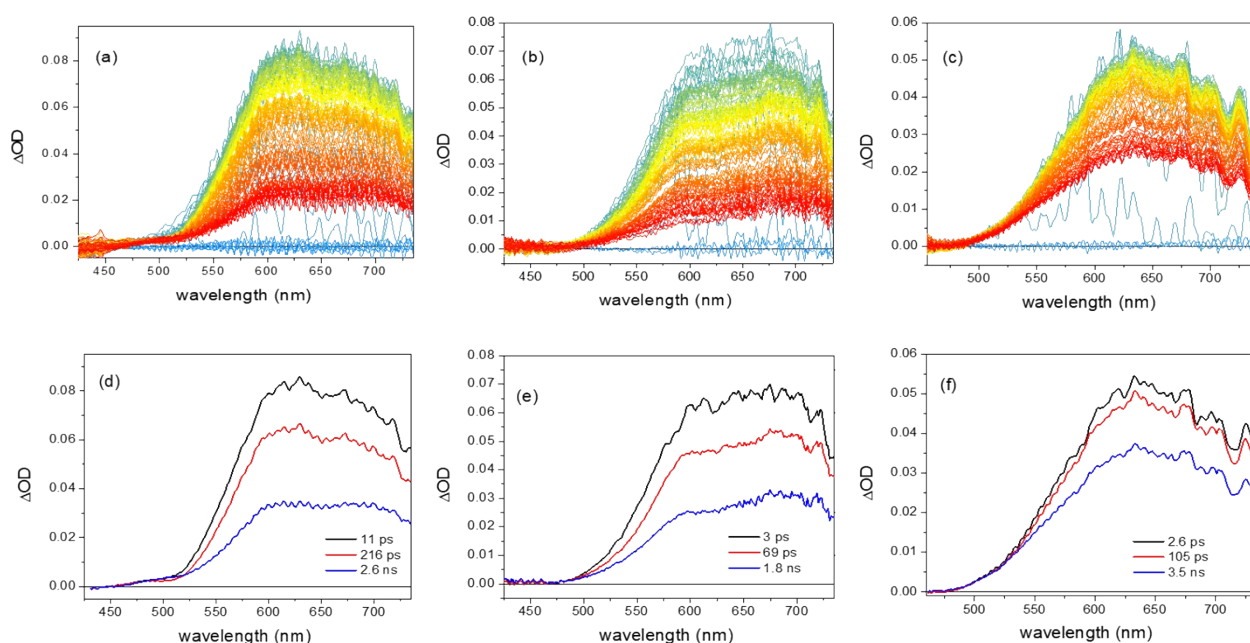 (a)
0.08
0.06
0.04
0.02
0.00
ΔOD
450 500 550 600 650 700
wavelength (nm)
(b)
0.08
0.07
0.06
0.05
0.04
0.03
0.02
0.01
0.00
ΔOD
450 500 550 600 650 700
wavelength (nm)
(c)
0.06
0.05
0.04
0.03
0.02
0.01
0.00
ΔOD
500 550 600 650 700
wavelength (nm)
(d)
0.08
0.06
0.04
0.02
0.00
ΔOD
11 ps
216 ps
2.6 ns
450 500 550 600 650 700
wavelength (nm)
(e)
0.08
0.07
0.06
0.05
0.04
0.03
0.02
0.01
0.00
ΔOD
3 ps
69 ps
1.8 ns
450 500 550 600 650 700
wavelength (nm)
(f)
0.06
0.05
0.04
0.03
0.02
0.01
0.00
ΔOD
2.6 ps
105 ps
3.5 ns
500 550 600 650 700
wavelength (nm)